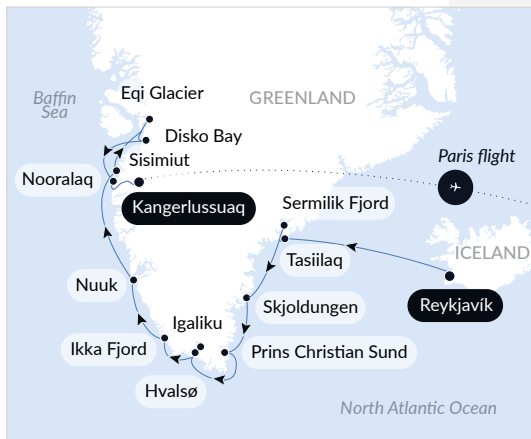 Eqi Glacier
Baffin
Sea
GREENLAND
Disko Bay
Paris flight
Sisimiut
Nooralaq
Kangerlussuaq
Sermilik Fjord
ICELAND
Tasiilaq
Nuuk
Skjoldungen
Reykjavík
Igaliku
Ikka Fjord
Prins Christian Sund
Hvalsø
North Atlantic Ocean